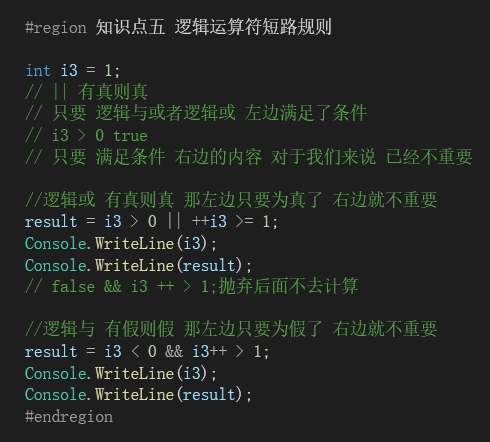 #region 知识点五 逻辑运算符短路规则
int i3 = 1;
// || 有真则真
// 只要 逻辑与或者逻辑或 左边满足了条件
// i3 > 0 true
// 只要 满足条件 右边的内容 对于我们来说 已经不重要
//逻辑或 有真则真 那左边只要为真了 右边就不重要
result = i3 > 0 || ++i3 >= 1;
Console.WriteLine(i3);
Console.WriteLine(result);
// false && i3 ++ > 1;抛弃后面不去计算
//逻辑与 有假则假 那左边只要为假了 右边就不重要
result = i3 < 0 && i3++ > 1;
Console.WriteLine(i3);
Console.WriteLine(result);
#endregion